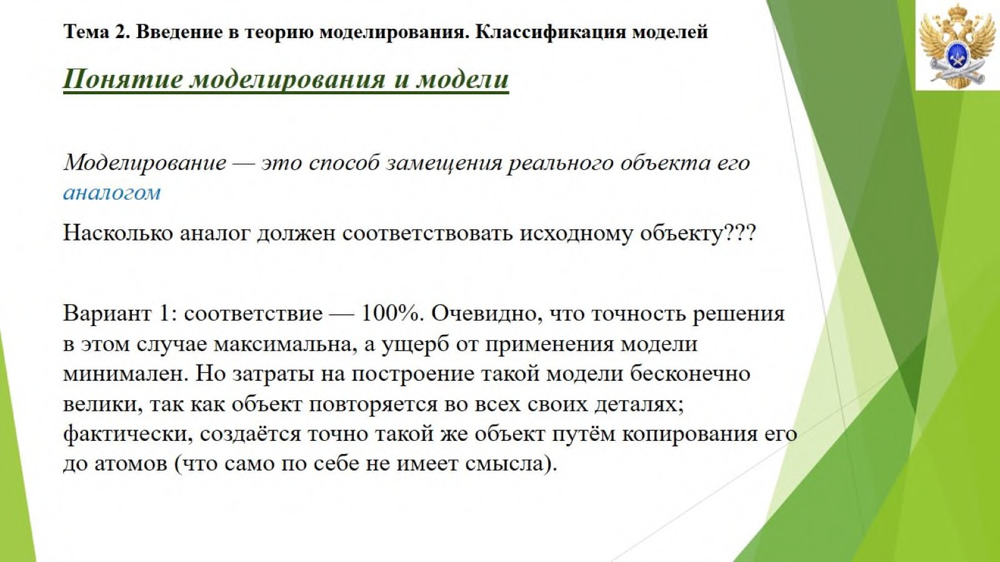 Тема 2. Введение в теорию моделирования. Классификация моделей
Понятие моделирования и модели
Моделирование — это способ замещения реального объекта его
аналогом
Насколько аналог должен соответствовать исходному объекту???
Вариант 1: соответствие — 100%. Очевидно, что точность решения
в этом случае максимальна, а ущерб от применения модели
минимален. Но затраты на построение такой модели бесконечно
велики, так как объект повторяется во всех своих деталях;
фактически, создаётся точно такой же объект путём копирования его
до атомов (что само по себе не имеет смысла).